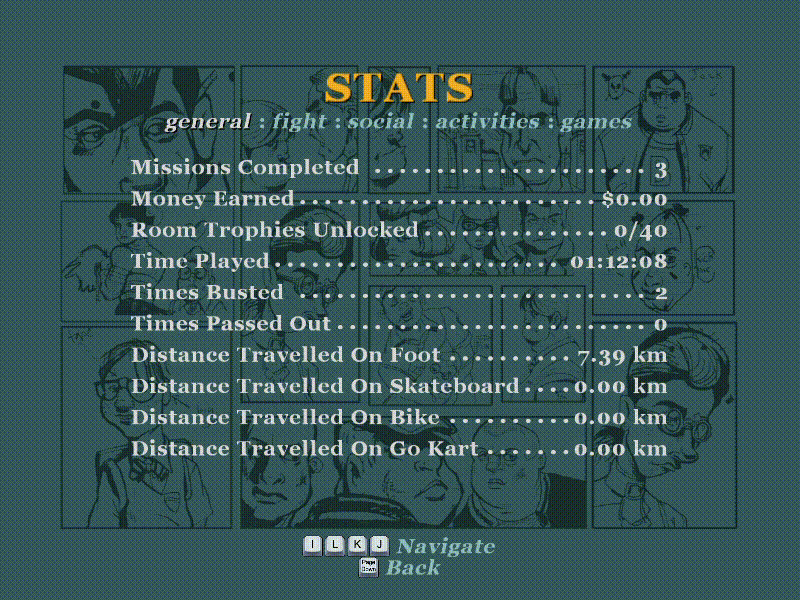 STATS
general : fight : social : activities : games
Missions Completed ...................... 3
Money Earned ........................ $0.00
Room Trophies Unlocked ............... 0/40
Time Played ....................... 01:12:08
Times Busted ........................... 2
Times Passed Out ........................ 0
Distance Travelled On Foot .......... 7.39 km
Distance Travelled On Skateboard .... 0.00 km
Distance Travelled On Bike .......... 0.00 km
Distance Travelled On Go Kart ....... 0.00 km
I L K J Navigate
Page Down Back